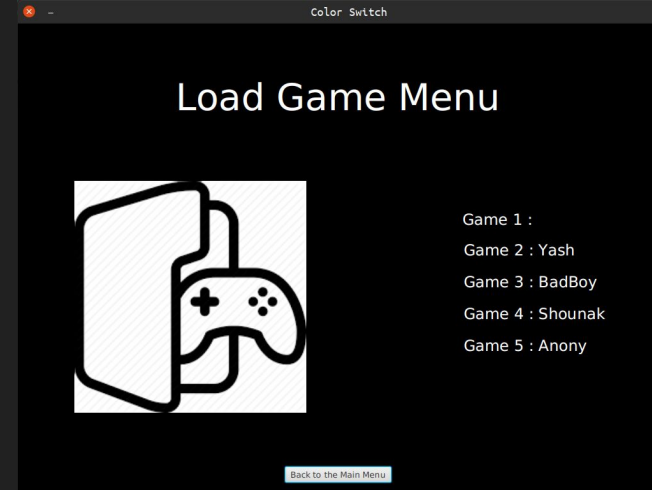 Color Switch
Load Game Menu
Game 1 :
Game 2 : Yash
Game 3 : BadBoy
Game 4 : Shounak
Game 5 : Anony
Back to the Main Menu